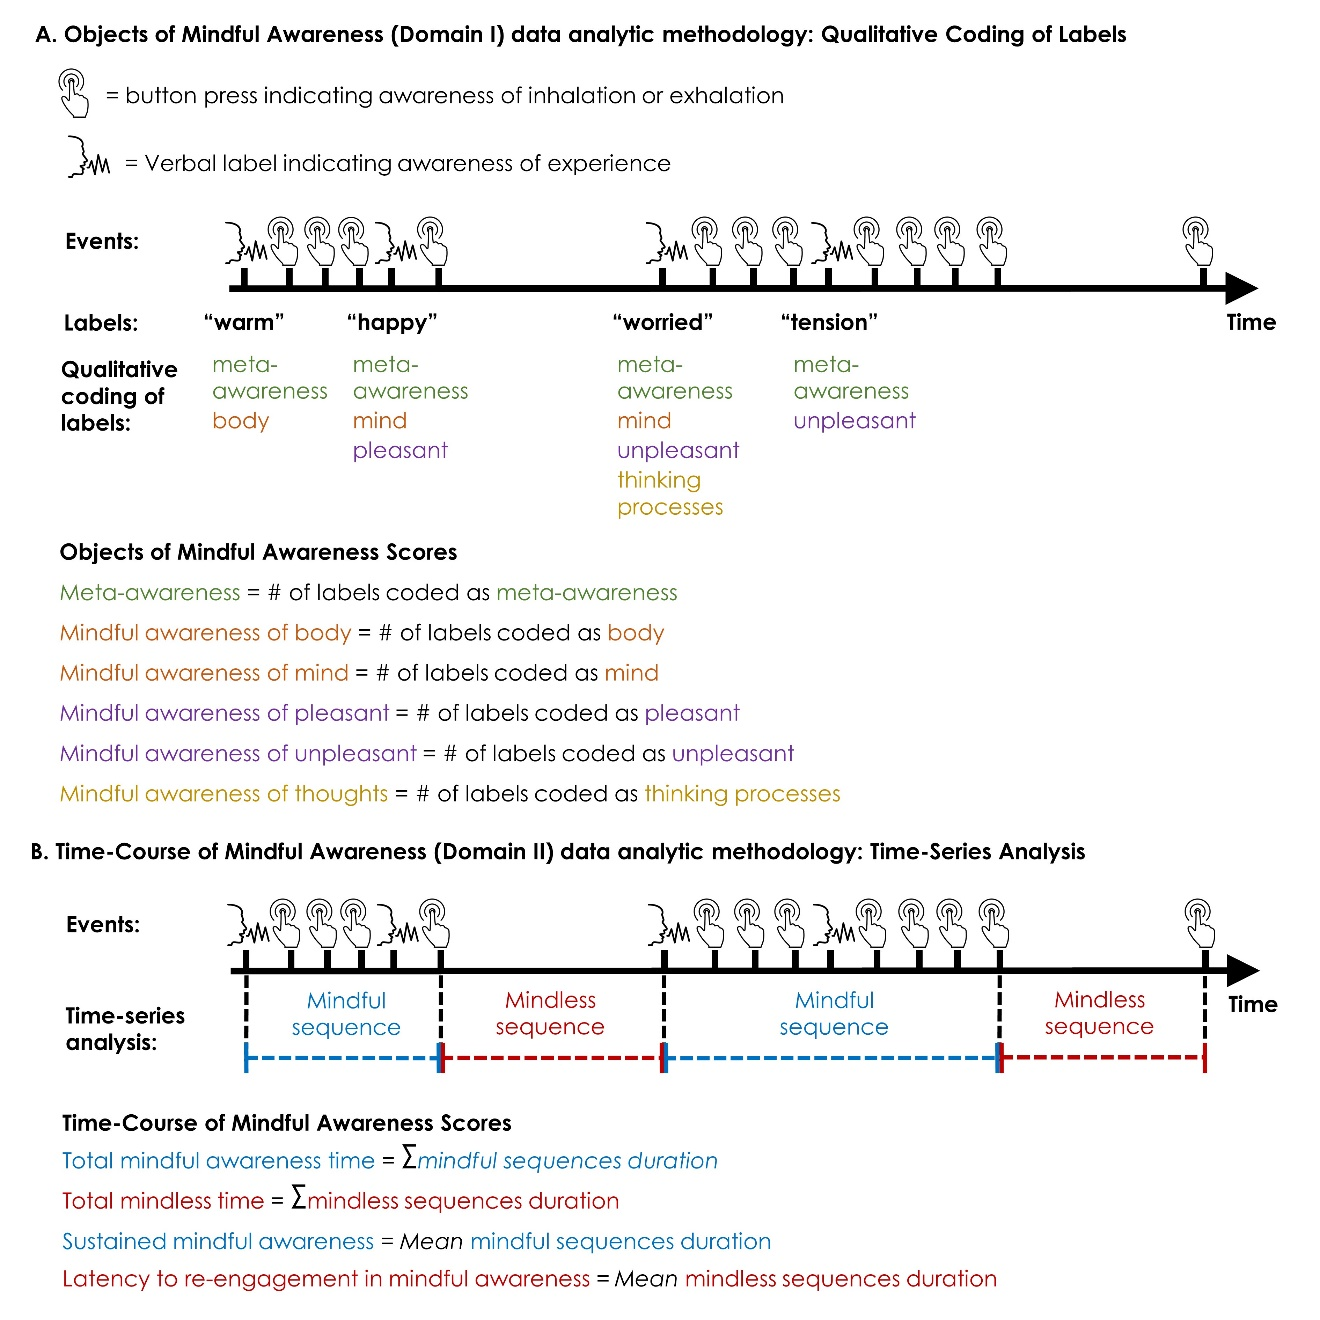 A. Objects of Mindful Awareness (Domain I) data analytic methodology: Qualitative Coding of Labels
= button press indicating awareness of inhalation or exhalation
= Verbal label indicating awareness of experience
Events:
Labels: “warm” “happy” “worried” “tension” Time
Qualitative coding of labels:
meta-awareness
body
meta-awareness
mind
pleasant
meta-awareness
mind
unpleasant
thinking processes
meta-awareness
unpleasant
Objects of Mindful Awareness Scores
Meta-awareness = # of labels coded as meta-awareness
Mindful awareness of body = # of labels coded as body
Mindful awareness of mind = # of labels coded as mind
Mindful awareness of pleasant = # of labels coded as pleasant
Mindful awareness of unpleasant = # of labels coded as unpleasant
Mindful awareness of thoughts = # of labels coded as thinking processes
B. Time-Course of Mindful Awareness (Domain II) data analytic methodology: Time-Series Analysis
Events:
Time-series analysis:
Mindful sequence
Mindless sequence
Mindful sequence
Mindless sequence
Time
Time-Course of Mindful Awareness Scores
Total mindful awareness time = ∑mindful sequences duration
Total mindless time = ∑mindless sequences duration
Sustained mindful awareness = Mean mindful sequences duration
Latency to re-engagement in mindful awareness = Mean mindless sequences duration